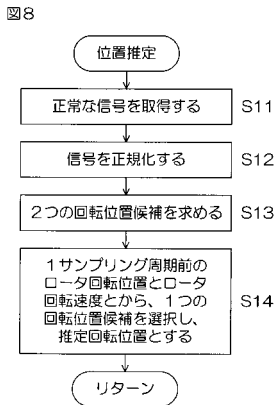 図8
位置推定
正常な信号を取得する
S11
信号を正規化する
S12
2つの回転位置候補を求める
S13
1サンプリング周期前の
ロータ回転位置とロータ
回転速度とから、1つの
回転位置候補を選択し、
推定回転位置とする
S14
リターン